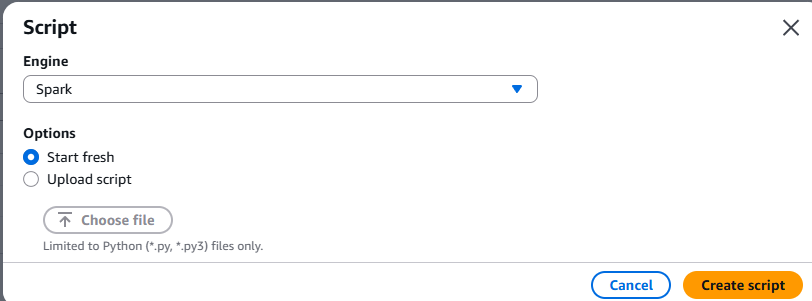 Script
Engine
Spark
Options
Start fresh
Upload script
Choose file
Limited to Python (*.py, *.py3) files only.
Cancel
Create script